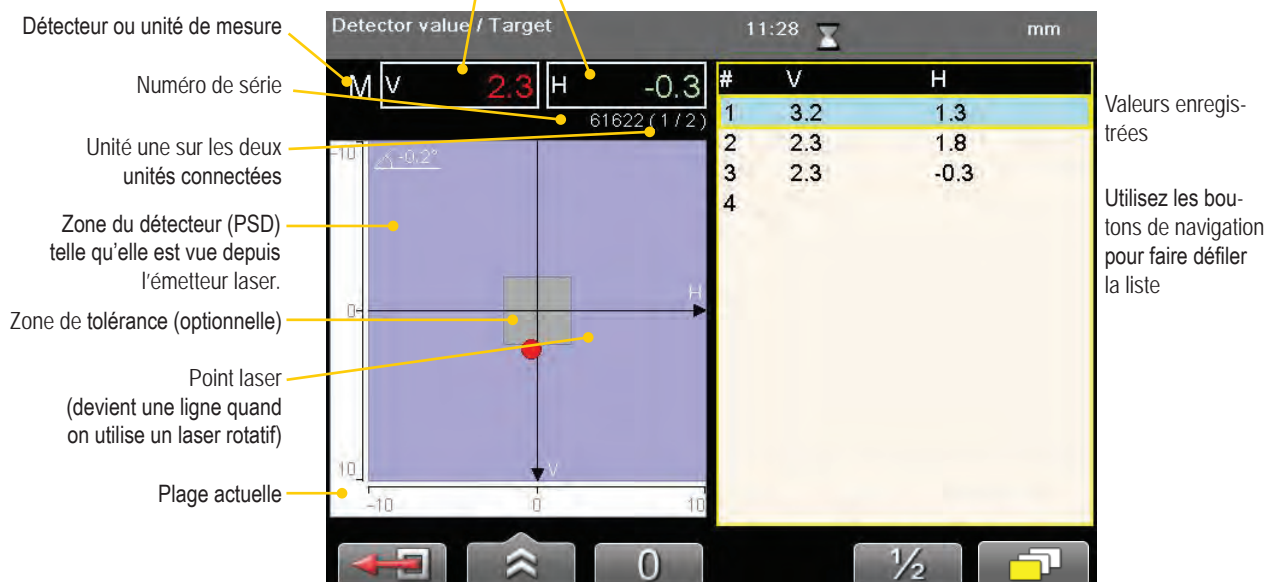 Détecteur ou unité de mesure
Numéro de série
Unité une sur les deux
unités connectées
Zone du détecteur (PSD)
telle qu'elle est vue depuis
l'émetteur laser.
Zone de tolérance (optionnelle)
Point laser
(devient une ligne quand
on utilise un laser rotatif)
Plage actuelle
Detector value / Target 11:28 mm
M V 2.3 H -0.3
61622 (1/2)
-10
-0.2°
0
H
10
V
-10 0 10
# V H
1 3.2 1.3
2 2.3 1.8
3 2.3 -0.3
4
0 ½
Valeurs enregis-
trées
Utilisez les bou-
tons de navigation
pour faire défiler
la liste